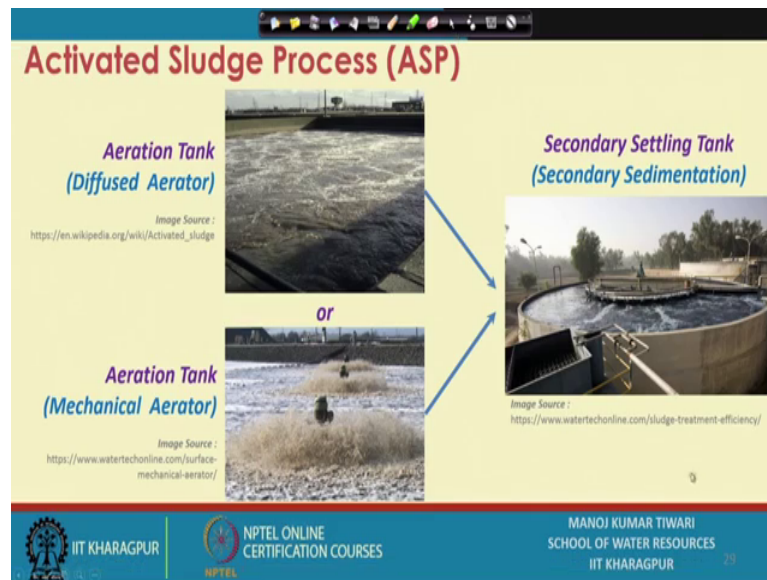 Activated Sludge Process (ASP)
Aeration Tank
(Diffused Aerator)
Image Source :
https://en.wikipedia.org/wiki/Activated_sludge
or
Aeration Tank
(Mechanical Aerator)
Image Source :
https://www.watertechonline.com/surface-
mechanical-aerator/
Secondary Settling Tank
(Secondary Sedimentation)
Image Source :
https://www.watertechonline.com/sludge-treatment-efficiency/
IIT KHARAGPUR
NPTEL
NPTEL ONLINE
CERTIFICATION COURSES
MANOJ KUMAR TIWARI
SCHOOL OF WATER RESOURCES
IIT KHARAGPUR
29